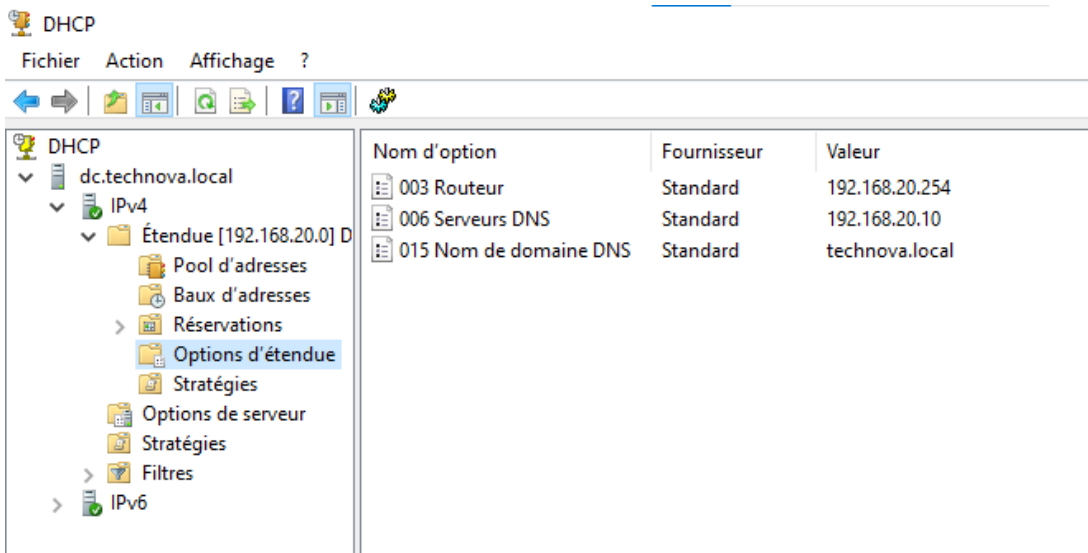 DHCP
Fichier Action Affichage ?
DHCP
dc.technova.local
IPv4
Étendue [192.168.20.0] D
Pool d'adresses
Baux d'adresses
Réservations
Options d'étendue
Stratégies
Options de serveur
Stratégies
Filtres
IPv6
Nom d'option Fournisseur Valeur
003 Routeur Standard 192.168.20.254
006 Serveurs DNS Standard 192.168.20.10
015 Nom de domaine DNS Standard technova.local